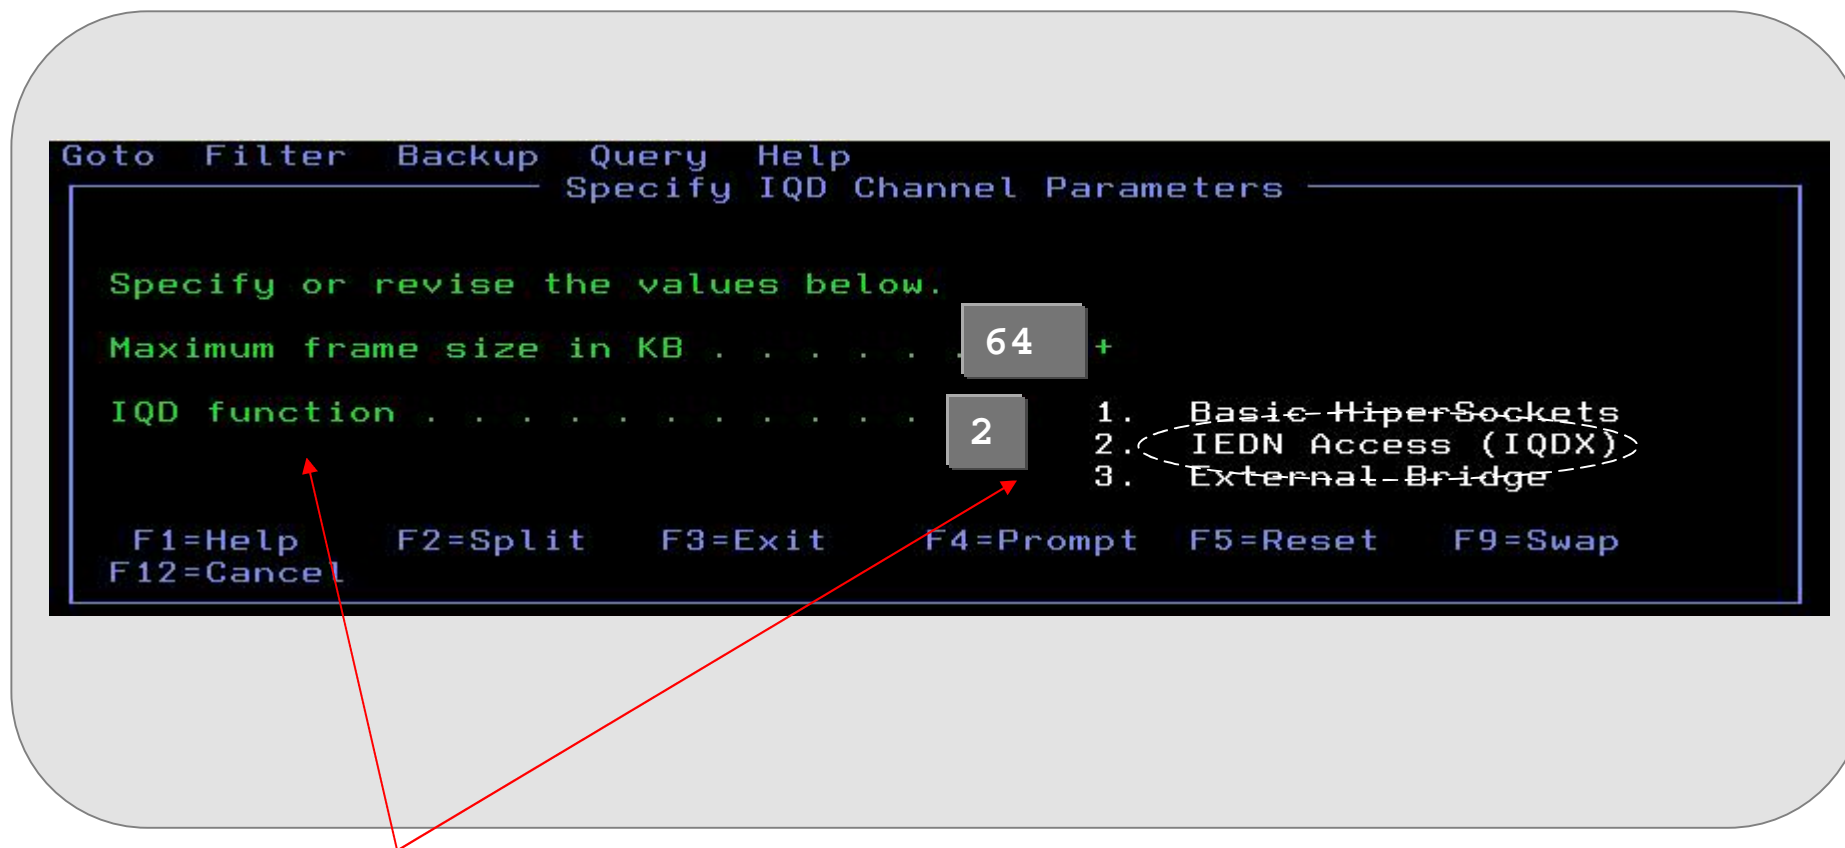 Goto Filter Backup Query Help
Specify IQD Channel Parameters
Specify or revise the values below.
Maximum frame size in KB . . . . . . 64 +
IQD function . . . . . . . . . . . 2 1. Basic HiperSockets
2. IEDN Access (IQDX)
3. External Bridge
F1=Help F2=Split F3=Exit F4=Prompt F5=Reset F9=Swap
F12=Cancel